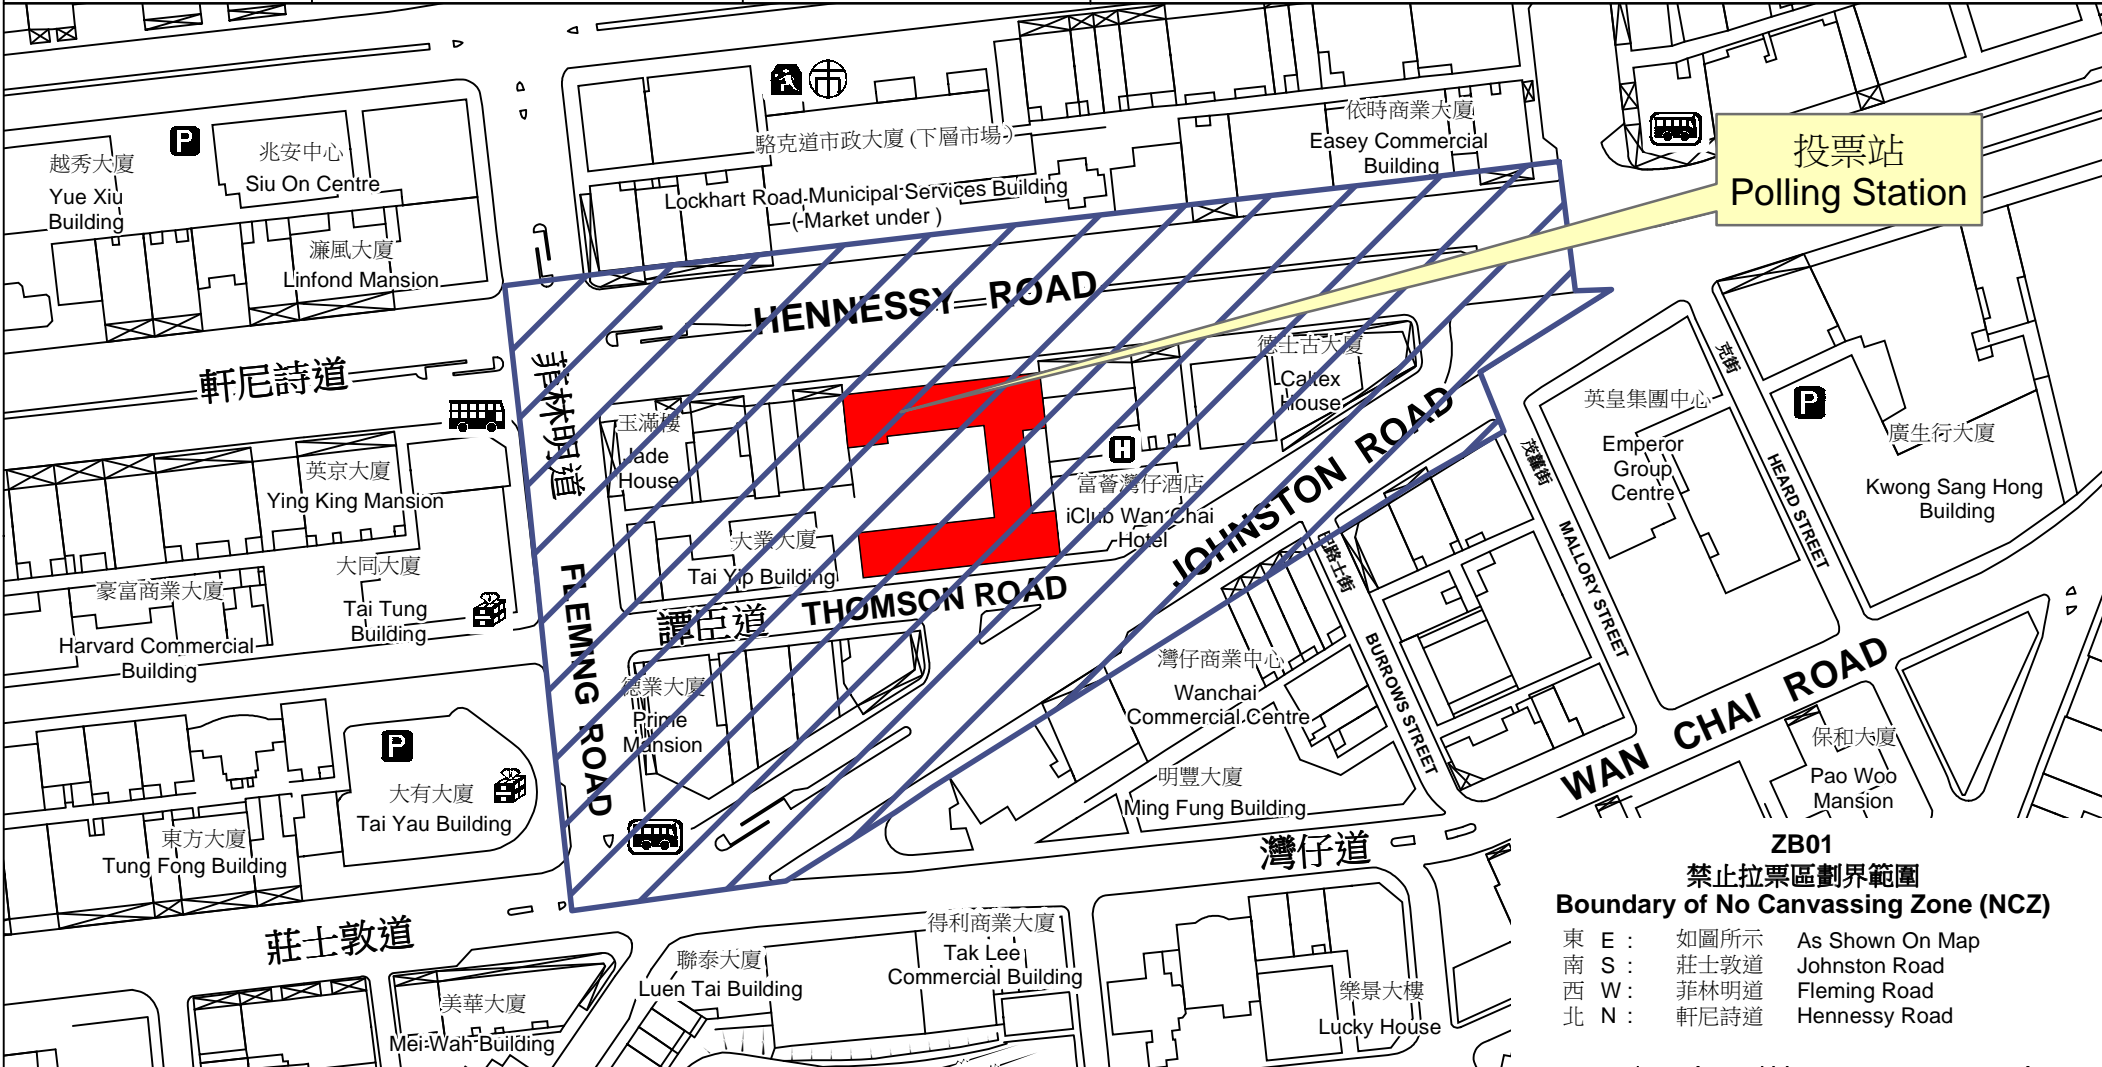 依時商業大廈
Easey Commercial
Building
駱克道市政大廈 (下層市場)
Lockhart Road Municipal Services Building
( Market under )
投票站
Polling Station
P
兆安中心
Siu On Centre
越秀大廈
Yue Xiu
Building
濂風大廈
Linfond Mansion
HENNESSY ROAD
軒尼詩道
菲林明道
FLEMING ROAD
德士古大廈
Caltex
House
玉滿樓
Jade
House
H
富薈灣仔酒店
iClub Wan Chai
Hotel
JOHNSTON ROAD
克街
HEARD STREET
英皇集團中心
Emperor
Group
Centre
P
廣生行大廈
Kwong Sang Hong
Building
茂蘿街
MALLORY STREET
英京大廈
Ying King Mansion
大業大廈
Tai Yip Building
大同大廈
Tai Tung
Building
豪富商業大廈
Harvard Commercial
Building
譚臣道
THOMSON ROAD
巴路士街
BURROWS STREET
德業大廈
Prime
Mansion
灣仔商業中心
Wanchai
Commercial Centre
WAN CHAI ROAD
P
大有大廈
Tai Yau Building
明豐大廈
Ming Fung Building
保和大廈
Pao Woo
Mansion
東方大廈
Tung Fong Building
灣仔道
莊士敦道
得利商業大廈
Tak Lee
Commercial Building
聯泰大廈
Luen Tai Building
美華大廈
Mei Wah Building
樂景大樓
Lucky House
ZB01
禁止拉票區劃界範圍
Boundary of No Canvassing Zone (NCZ)
東 E : 如圖所示 As Shown On Map
南 S : 莊士敦道 Johnston Road
西 W : 菲林明道 Fleming Road
北 N : 軒尼詩道 Hennessy Road